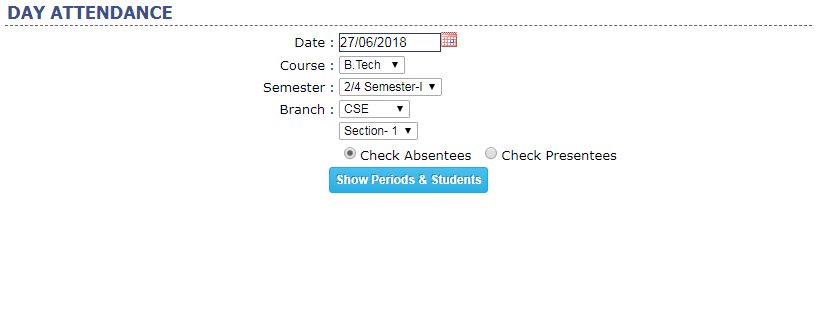 DAY ATTENDANCE
Date : 27/06/2018
Course : B.Tech
Semester : 2/4 Semester-I
Branch : CSE
Section- 1
Check Absentees Check Presentees
Show Periods & Students